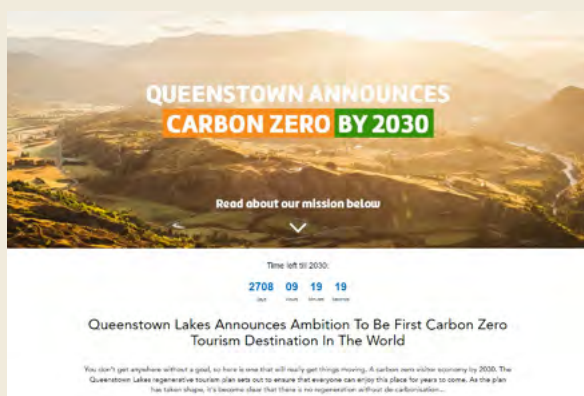 QUEENSTOWN ANNOUNCES
CARBON ZERO BY 2030
Read about our mission below
Time left till 2030:
2708 09 19 19
Days Hours Minutes Seconds
Queenstown Lakes Announces Ambition To Be First Carbon Zero
Tourism Destination In The World
You don't get anywhere without a goal, so here is one that will really get things moving. A carbon zero visitor economy by 2030. The
Queenstown Lakes regenerative tourism plan sets out to ensure that everyone can enjoy this place for years to come. As the plan
has taken shape, it's become clear that there is no regeneration without de-carbonisation...